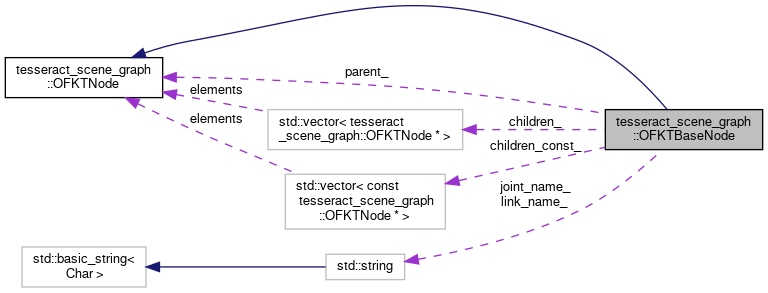 tesseract_scene_graph
::OFKTNode
parent_
elements
std::vector< tesseract
_scene_graph::OFKTNode * >
children_
tesseract_scene_graph
::OFKTBaseNode
elements
children_const_
std::vector< const
tesseract_scene_graph
::OFKTNode * >
joint_name_
link_name_
std::basic_string<
Char >
std::string